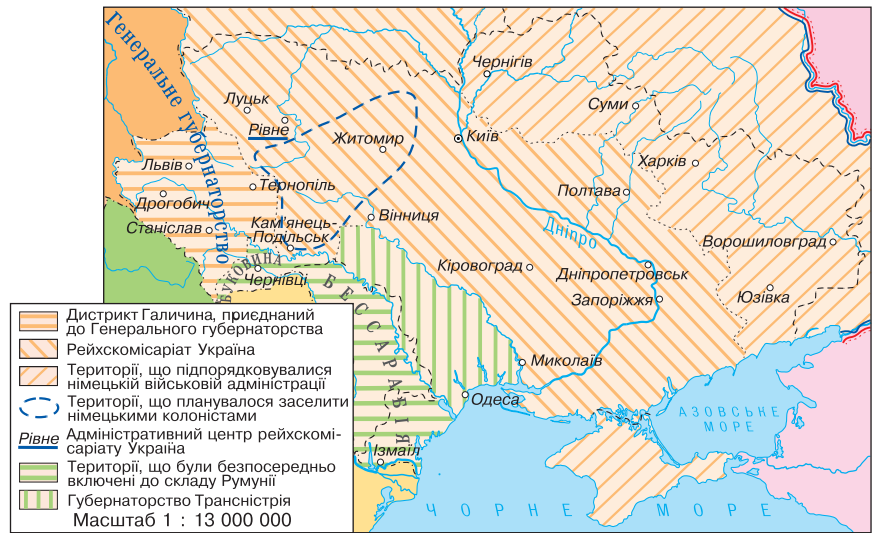 Генеральне губернаторство
Чернігів
Луцьк
Суми
Рівне
Житомир
Київ
Львів
Харків
Тернопіль
Полтава
Дрогобич
Вінниця
Станіслав
Кам'янець-
Подільськ
Дніпро
Ворошиловград
БУКОВИНА
Чернівці
Кіровоград
Дніпропетровськ
Запоріжжя
Юзівка
БЕССАРАБІЯ
Миколаїв
Одеса
АЗОВСЬКЕ
МОРЕ
Ізмаїл
ЧОРНЕ МОРЕ
Дистрикт Галичина, приєднаний
до Генерального губернаторства
Рейхскомісаріат Україна
Території, що підпорядковувалися
німецькій військовій адміністрації
Території, що планувалося заселити
німецькими колоністами
Рівне Адміністративний центр рейхскомі-
саріату Україна
Території, що були безпосередньо
включені до складу Румунії
Губернаторство Трансністрія
Масштаб 1 : 13 000 000